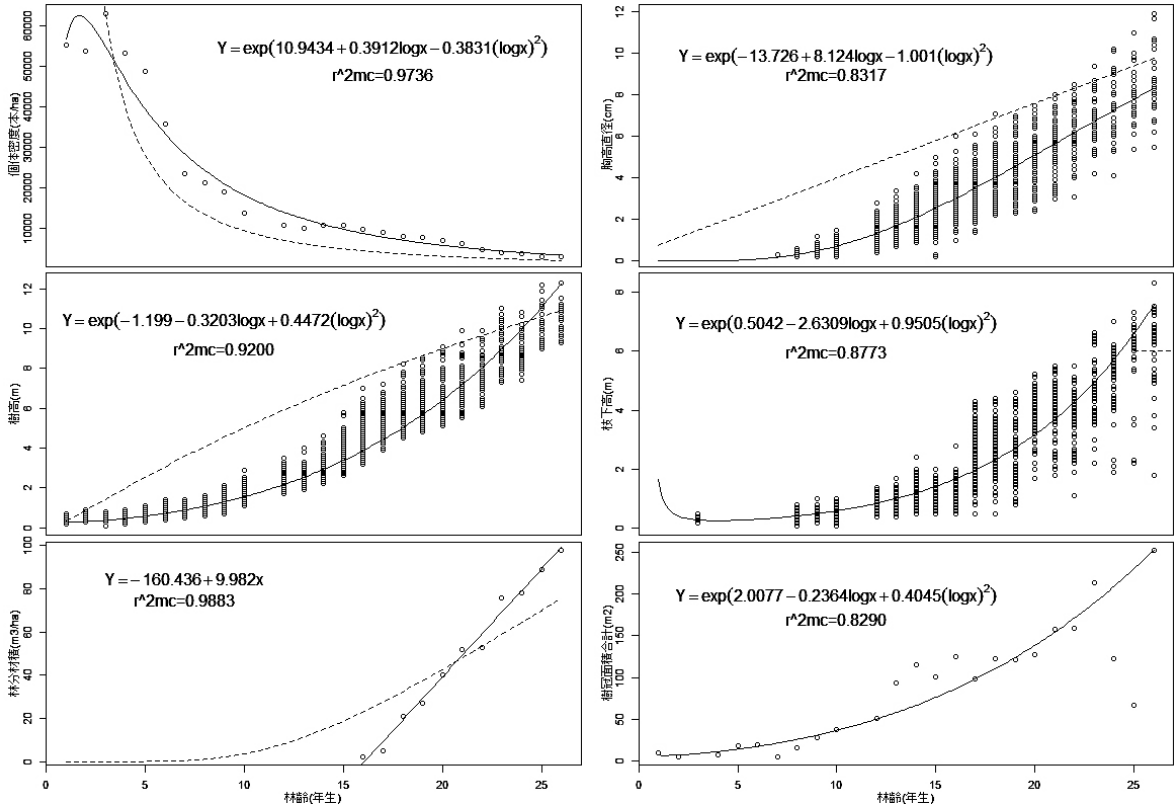 Y=exp(10.9434+0.3912logx−0.3831(logx)^2)
r^2mc=0.9736
個体密度(本/ha)
10000 20000 30000 40000 50000 60000
Y=exp(−13.726+8.124logx−1.001(logx)^2)
r^2mc=0.8317
胸高直径(cm)
0 2 4 6 8 10 12
Y=exp(−1.199−0.3203logx+0.4472(logx)^2)
r^2mc=0.9200
樹高(m)
0 2 4 6 8 10 12
Y=exp(0.5042−2.6309logx+0.9505(logx)^2)
r^2mc=0.8773
枝下高(m)
0 2 4 6 8
Y=−160.436+9.982x
r^2mc=0.9883
林分材積(m3/ha)
0 20 40 60 80 100
0 5 10 15 20 25
林齢(年生)
Y=exp(2.0077−0.2364logx+0.4045(logx)^2)
r^2mc=0.8290
樹冠面積合計(m2)
0 50 100 150 200 250
0 5 10 15 20 25
林齢(年生)